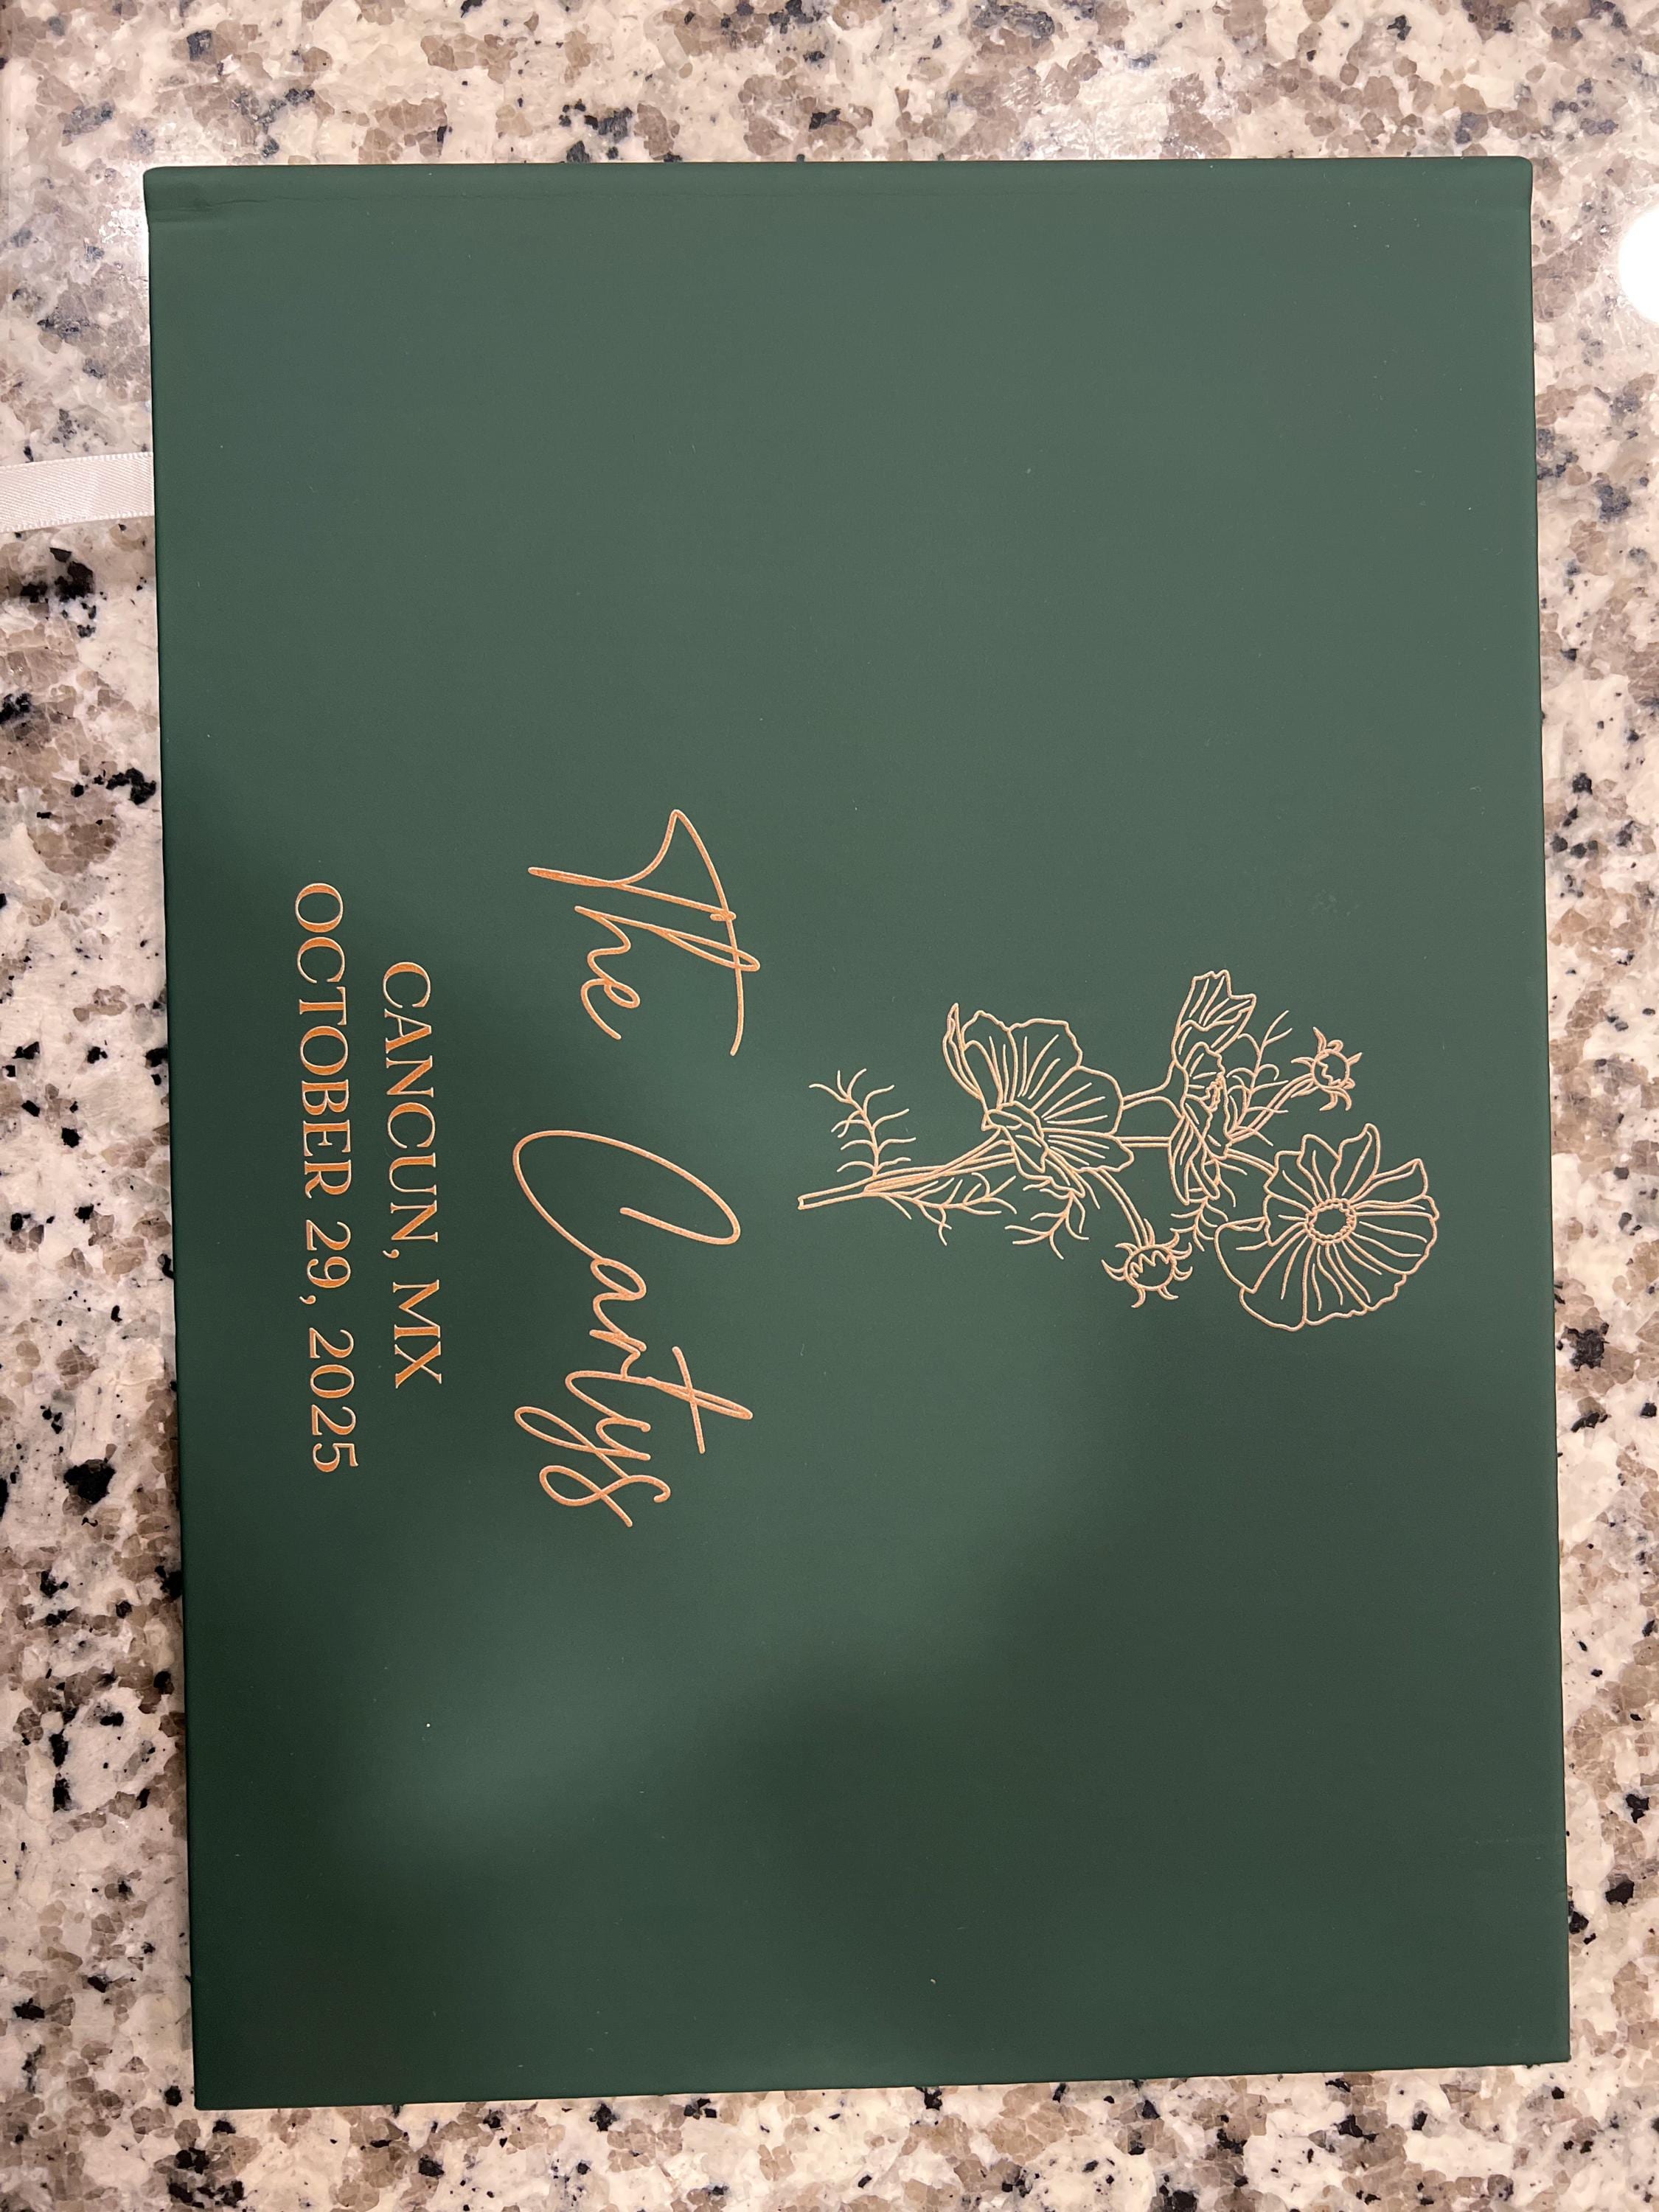 The Cartys
CANCUN, MX
OCTOBER 29, 2025